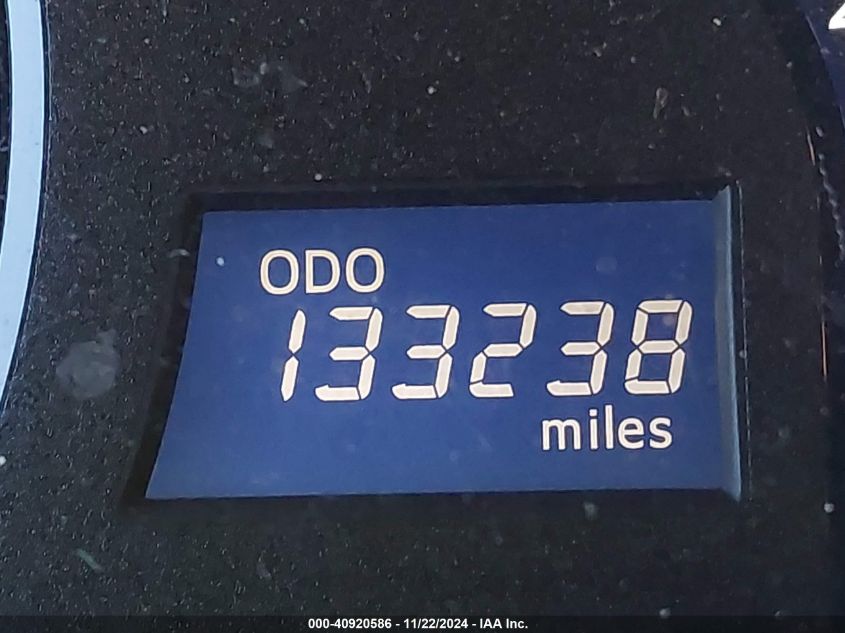 ODO
133238
miles
000-40920586 - 11/22/2024 - IAA Inc.